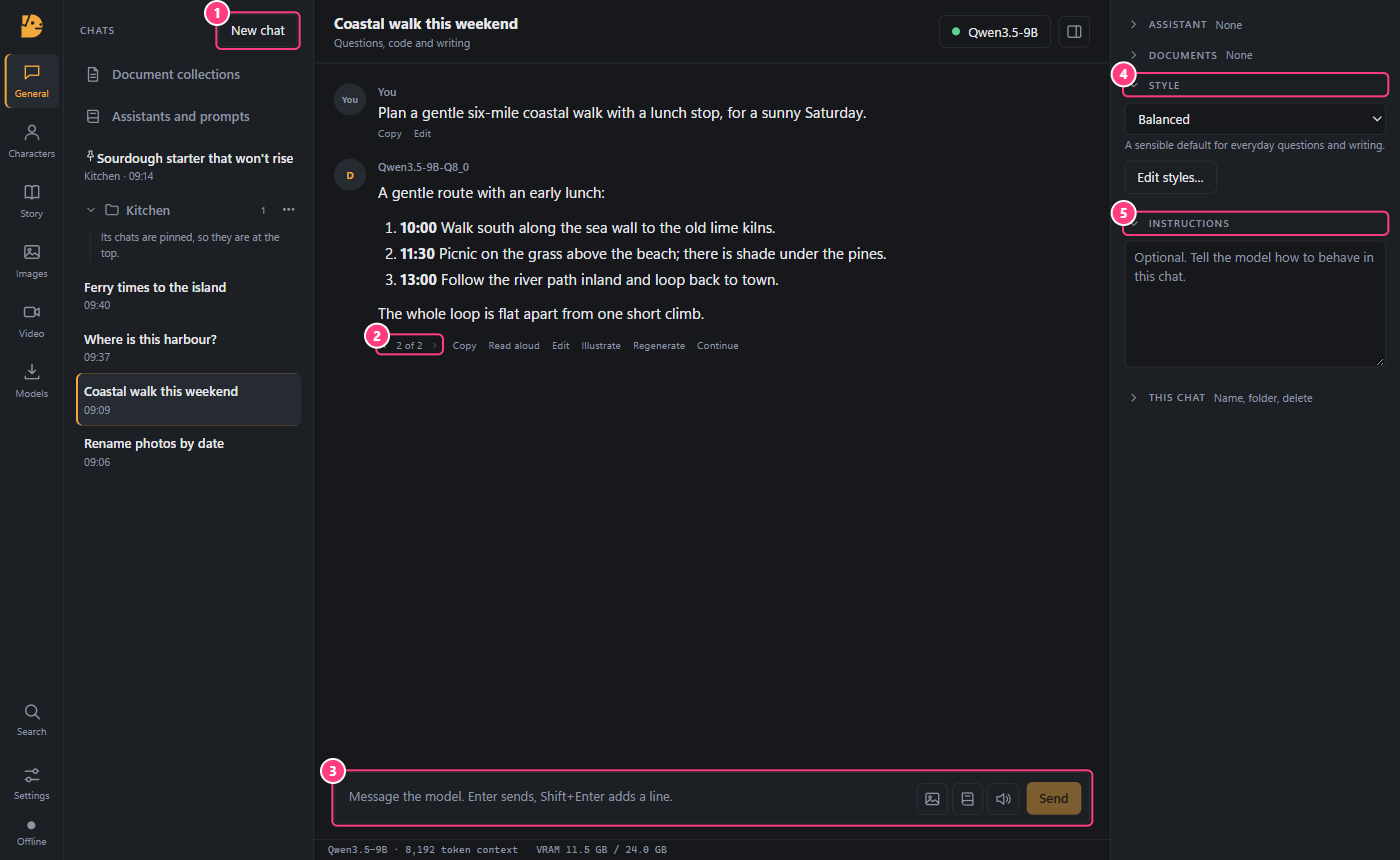 General
Characters
Story
Images
Video
Models
Search
Settings
Offline
CHATS
1
New chat
Document collections
Assistants and prompts
Sourdough starter that won't rise
Kitchen · 09:14
Kitchen
1
Its chats are pinned, so they are at the
top.
Ferry times to the island
09:40
Where is this harbour?
09:37
Coastal walk this weekend
09:09
Rename photos by date
09:06
Coastal walk this weekend
Questions, code and writing
Qwen3.5-9B
You
You
Plan a gentle six-mile coastal walk with a lunch stop, for a sunny Saturday.
Copy Edit
D
Qwen3.5-9B-Q8_0
A gentle route with an early lunch:
1. 10:00 Walk south along the sea wall to the old lime kilns.
2. 11:30 Picnic on the grass above the beach; there is shade under the pines.
3. 13:00 Follow the river path inland and loop back to town.
The whole loop is flat apart from one short climb.
2
2 of 2 Copy Read aloud Edit Illustrate Regenerate Continue
3
Message the model. Enter sends, Shift+Enter adds a line.
Send
Qwen3.5-9B · 8,192 token context VRAM 11.5 GB / 24.0 GB
ASSISTANT None
DOCUMENTS None
4
STYLE
Balanced
A sensible default for everyday questions and writing.
Edit styles...
5
INSTRUCTIONS
Optional. Tell the model how to behave in
this chat.
THIS CHAT Name, folder, delete